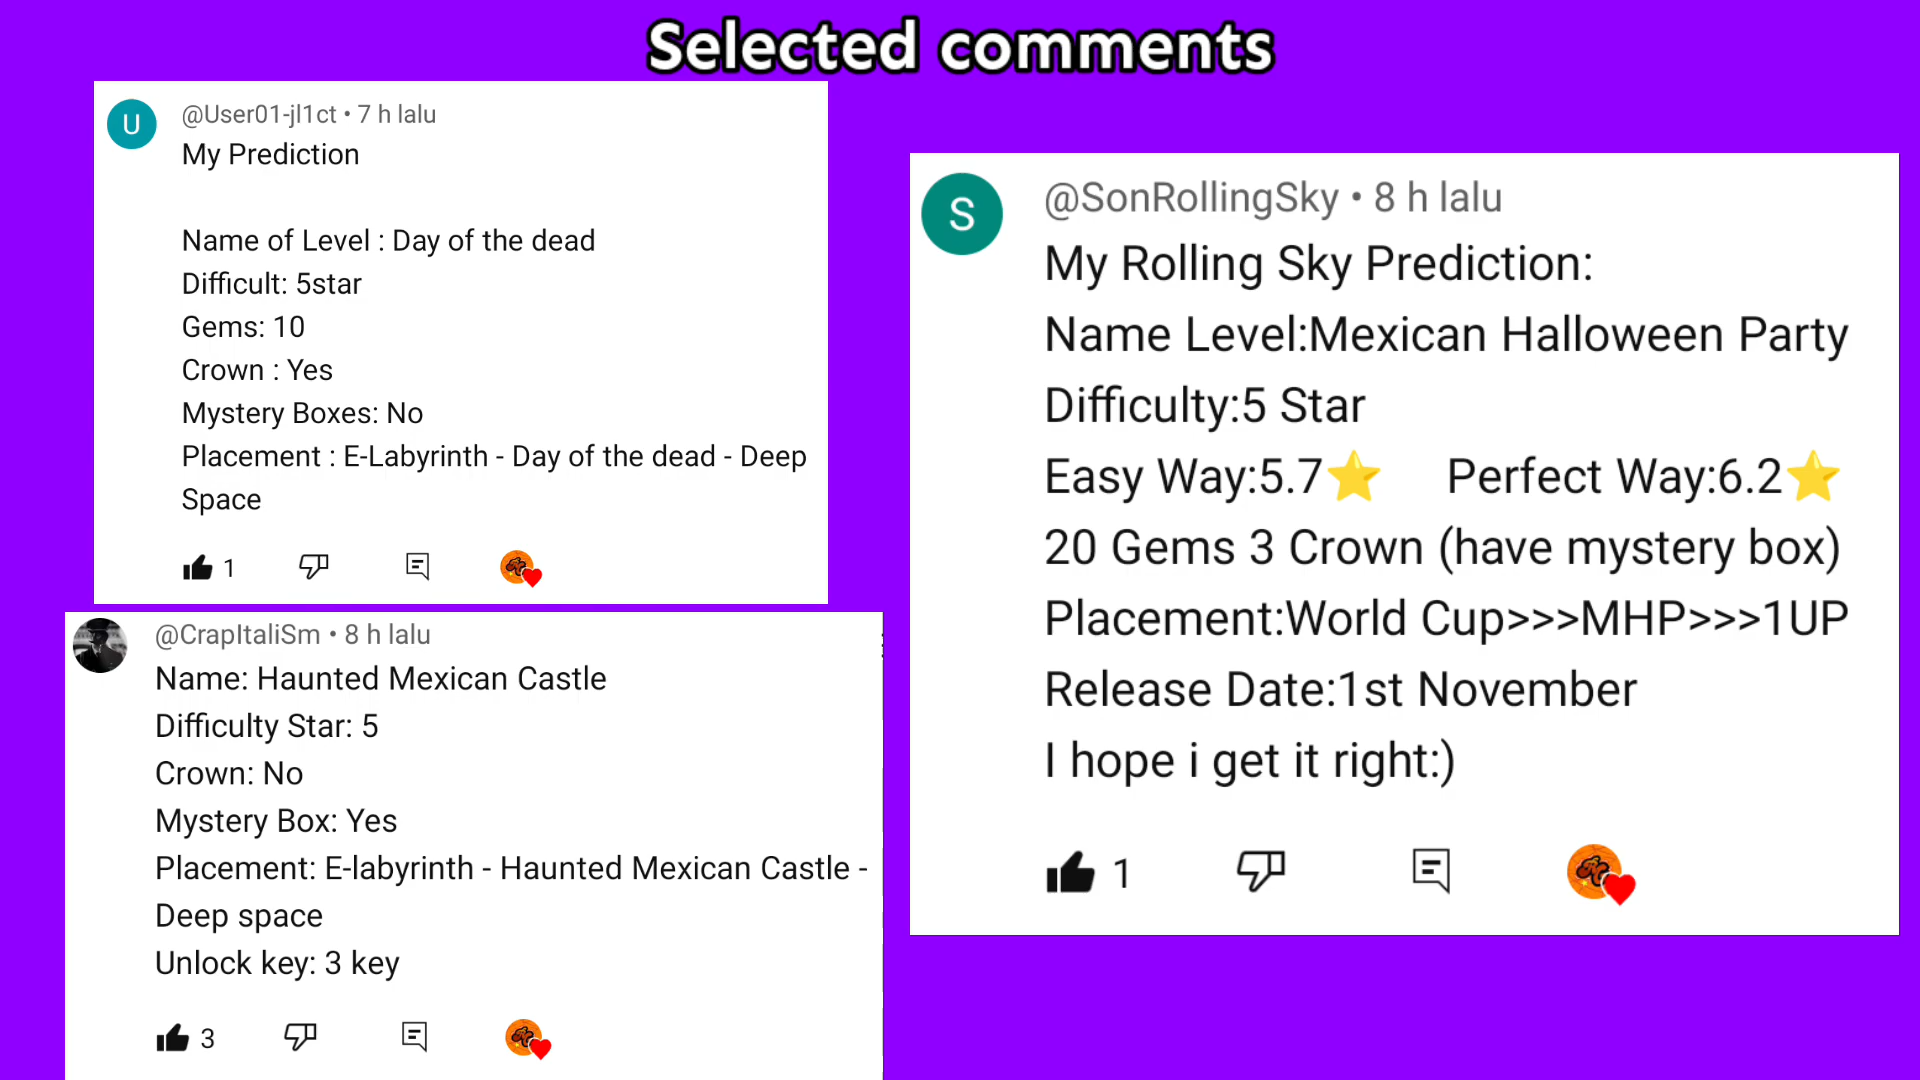 Selected comments
U
@User01-jl1ct • 7 h lalu
My Prediction
Name of Level : Day of the dead
Difficult: 5star
Gems: 10
Crown : Yes
Mystery Boxes: No
Placement : E-Labyrinth - Day of the dead - Deep
Space
1
@CrapItaliSm • 8 h lalu
Name: Haunted Mexican Castle
Difficulty Star: 5
Crown: No
Mystery Box: Yes
Placement: E-labyrinth - Haunted Mexican Castle -
Deep space
Unlock key: 3 key
3
S
@SonRollingSky • 8 h lalu
My Rolling Sky Prediction:
Name Level:Mexican Halloween Party
Difficulty:5 Star
Easy Way:5.7⭐ Perfect Way:6.2⭐
20 Gems 3 Crown (have mystery box)
Placement:World Cup>>>MHP>>>1UP
Release Date:1st November
I hope i get it right:)
1